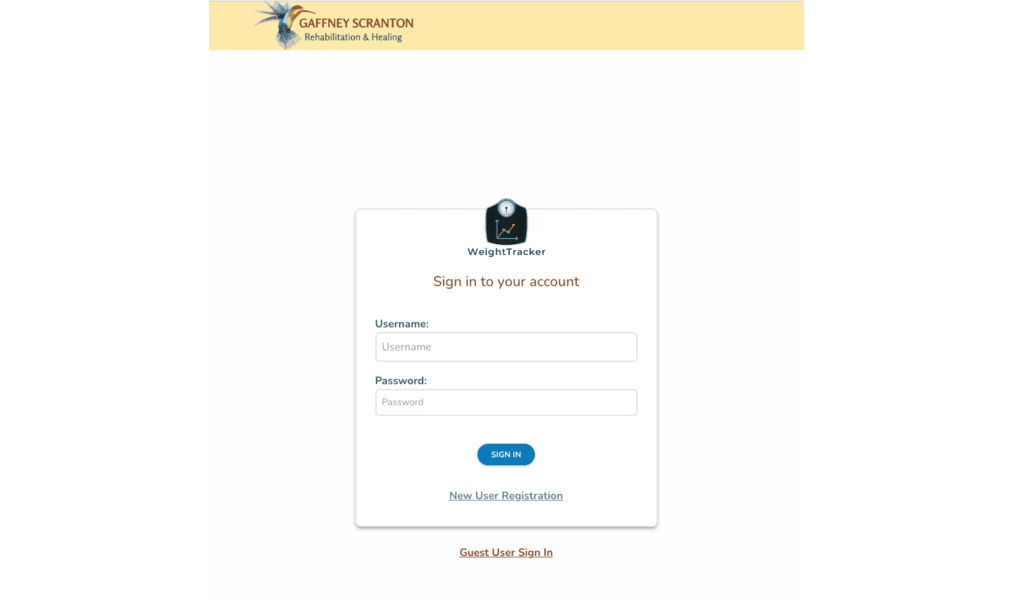 GAFFNEY SCRANTON
Rehabilitation & Healing
WeightTracker
Sign in to your account
Username:
Username
Password:
Password
SIGN IN
New User Registration
Guest User Sign In